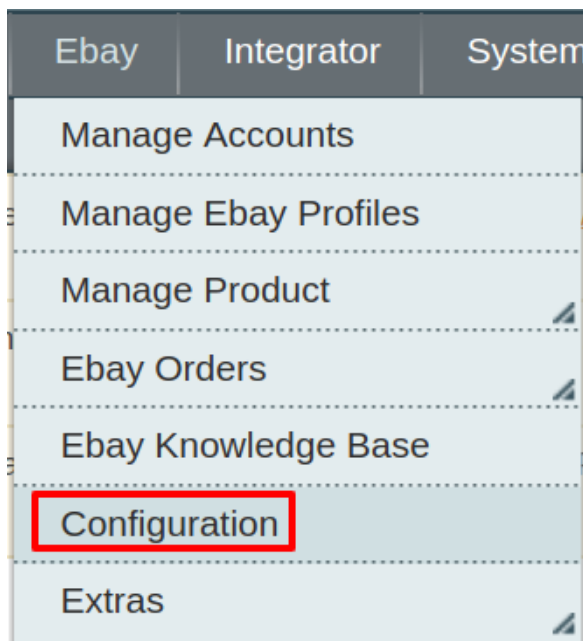 Ebay Integrator System
Manage Accounts
Manage Ebay Profiles
Manage Product
Ebay Orders
Ebay Knowledge Base
Configuration
Extras